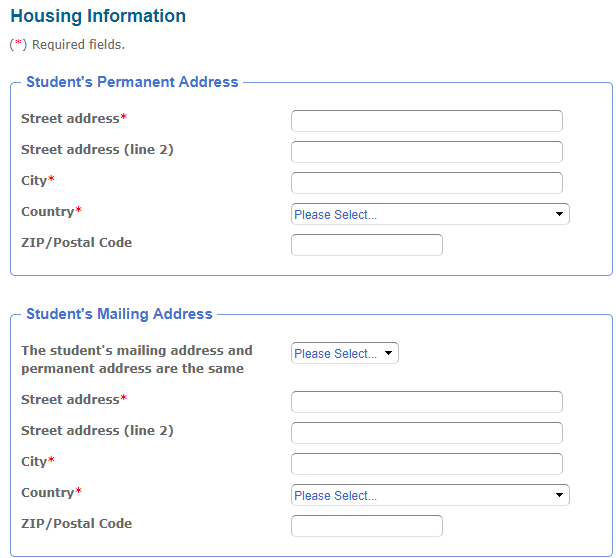 Housing Information
(*) Required fields.
Student's Permanent Address
Street address*
Street address (line 2)
City*
Country* Please Select...
ZIP/Postal Code
Student's Mailing Address
The student's mailing address and Please Select...
permanent address are the same
Street address*
Street address (line 2)
City*
Country* Please Select...
ZIP/Postal Code